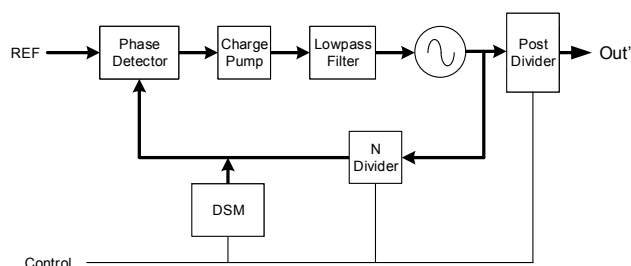 REF
Phase
Detector
Charge
Pump
Lowpass
Filter
Post
Divider
Out'
N
Divider
DSM
Control